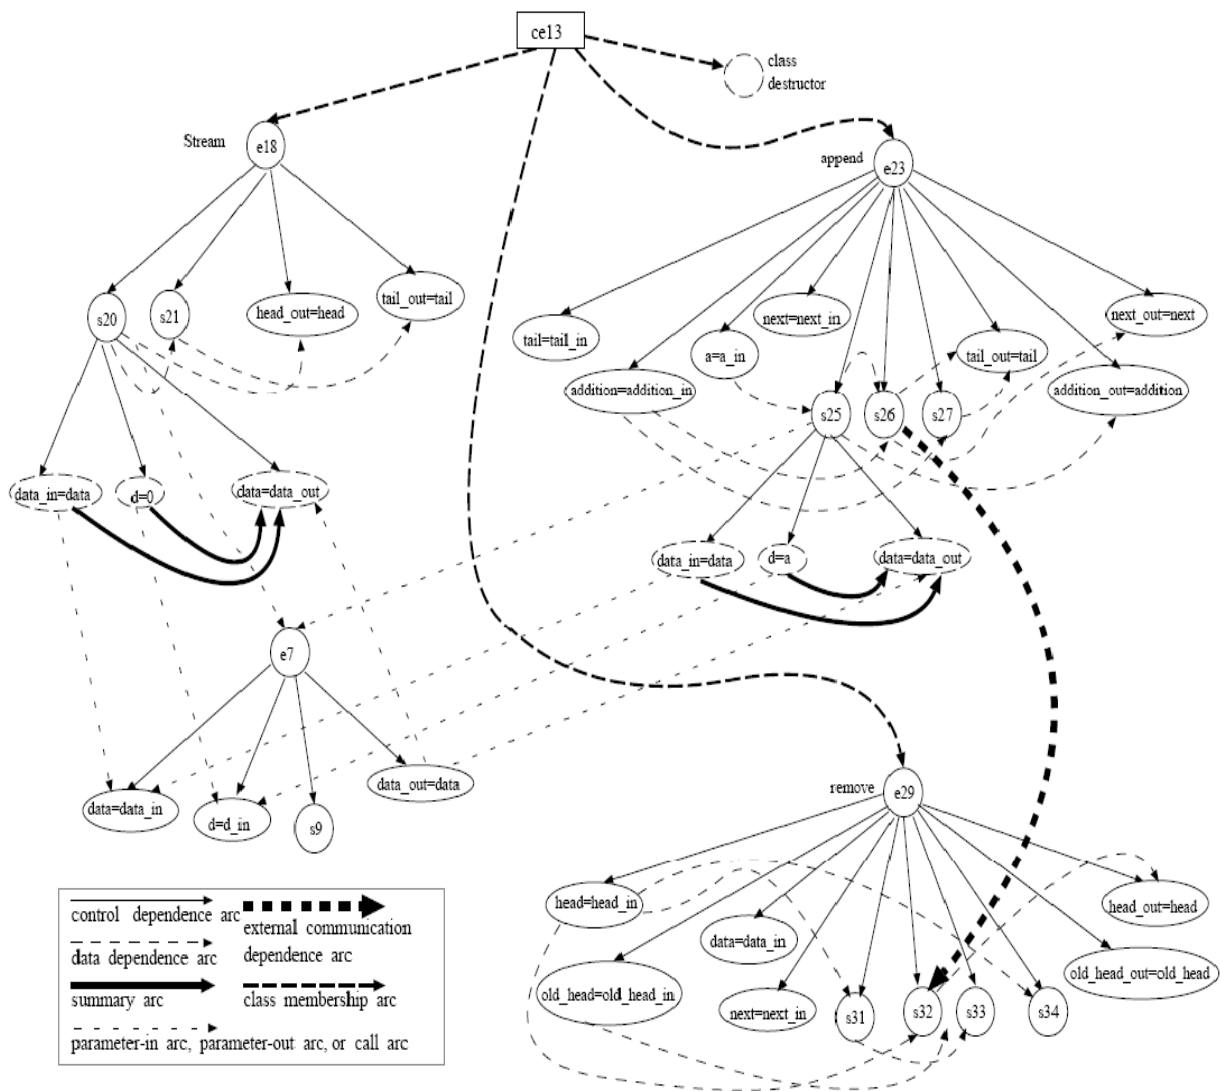 ce13
class
destructor
Stream
e18
append
e23
s20
s21
head_out=head
tail_out=tail
tail=tail_in
addition=addition_in
a=a_in
next=next_in
s25
s26
s27
tail_out=tail
addition_out=addition
next_out=next
data_in=data
d=0
data=data_out
data_in=data
d=a
data=data_out
e7
data=data_in
d=d_in
s9
data_out=data
remove
e29
head=head_in
old_head=old_head_in
data=data_in
next=next_in
s31
s32
s33
s34
old_head_out=old_head
head_out=head
control dependence arc
external communication
dependence arc
data dependence arc
summary arc
class membership arc
parameter-in arc, parameter-out arc, or call arc